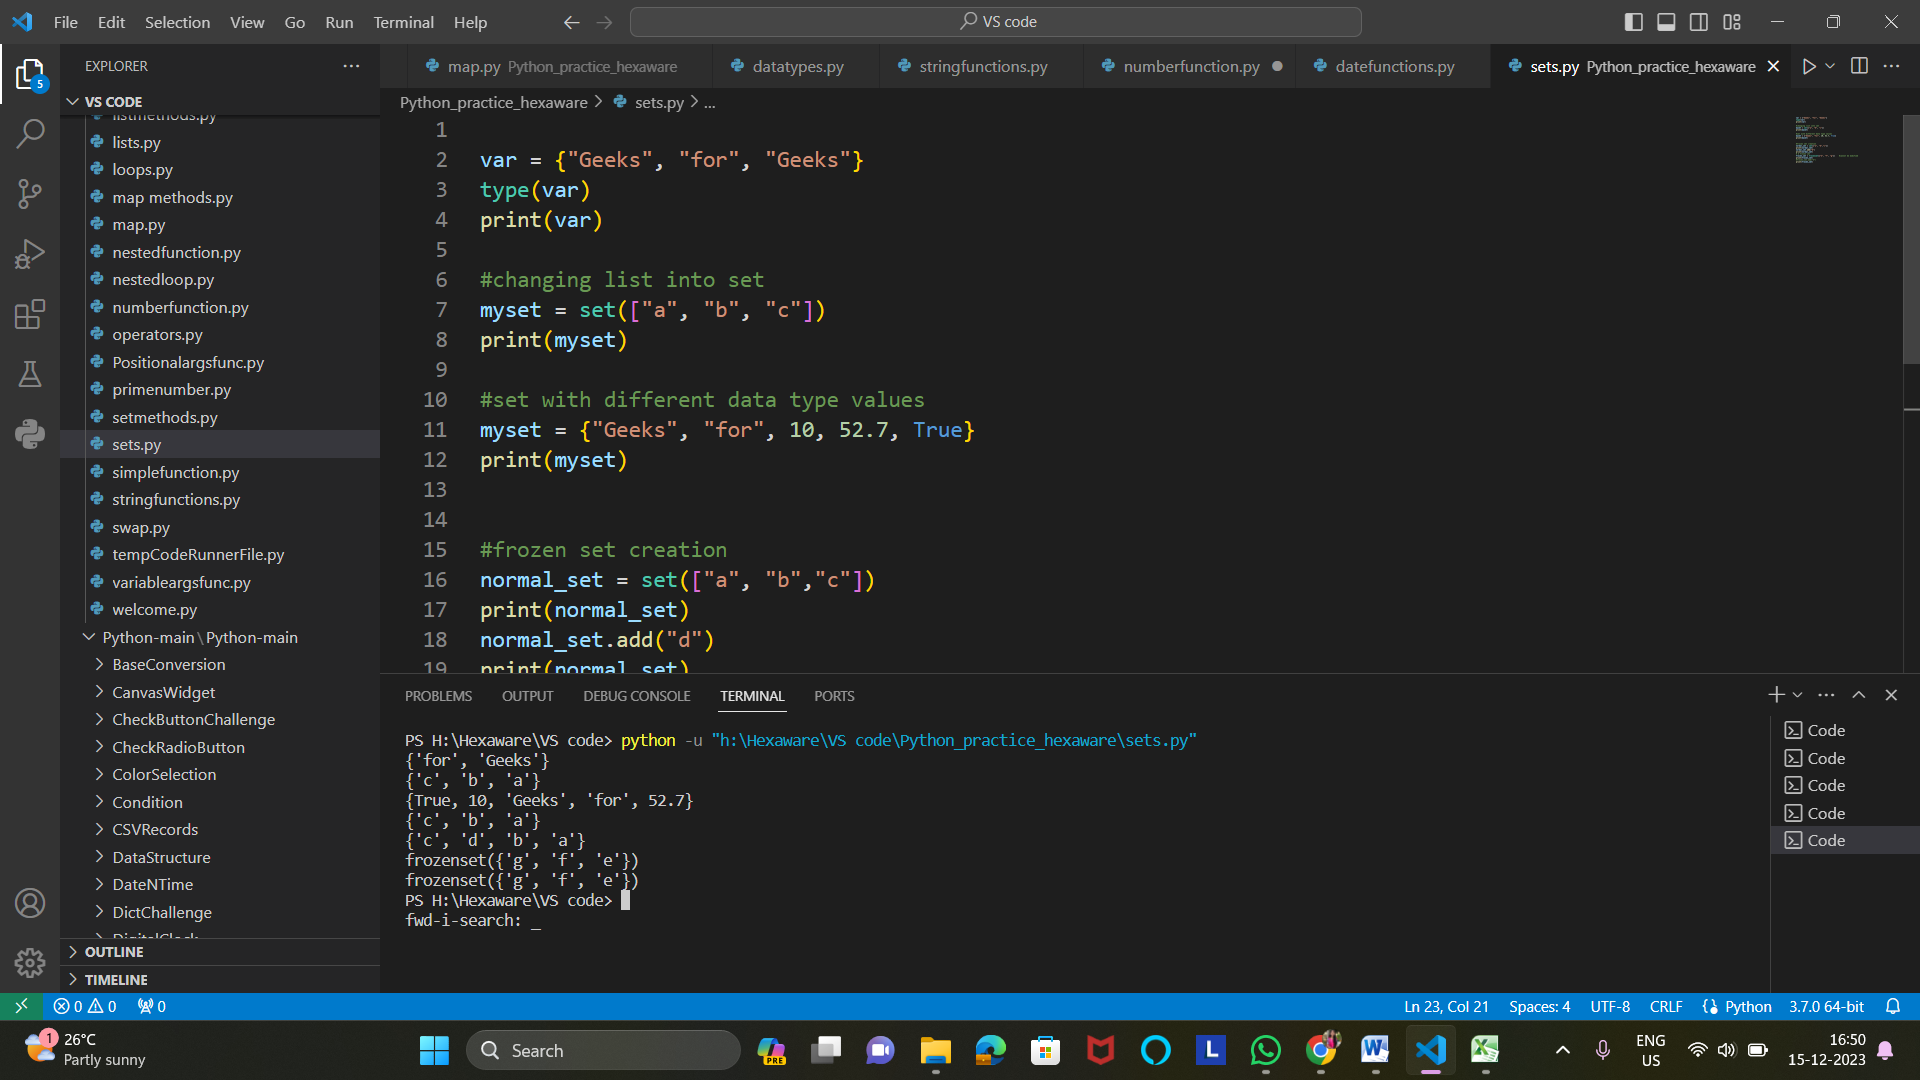 File Edit Selection View Go Run Terminal Help
VS code
EXPLORER
map.py Python_practice_hexaware
datatypes.py
stringfunctions.py
numberfunction.py
datefunctions.py
sets.py Python_practice_hexaware
5
VS CODE
listmethods.py
lists.py
loops.py
map methods.py
map.py
nestedfunction.py
nestedloop.py
numberfunction.py
operators.py
Positionalargsfunc.py
primenumber.py
setmethods.py
sets.py
simplefunction.py
stringfunctions.py
swap.py
tempCodeRunnerFile.py
variableargsfunc.py
welcome.py
Python-main\Python-main
BaseConversion
CanvasWidget
CheckButtonChallenge
CheckRadioButton
ColorSelection
Condition
CSVRecords
DataStructure
DateNTime
DictChallenge
DigitalClock
OUTLINE
TIMELINE
Python_practice_hexaware > sets.py > ...
1
2 var = {"Geeks", "for", "Geeks"}
3 type(var)
4 print(var)
5
6 #changing list into set
7 myset = set(["a", "b", "c"])
8 print(myset)
9
10 #set with different data type values
11 myset = {"Geeks", "for", 10, 52.7, True}
12 print(myset)
13
14
15 #frozen set creation
16 normal_set = set(["a", "b","c"])
17 print(normal_set)
18 normal_set.add("d")
19 print(normal_set)
PROBLEMS OUTPUT DEBUG CONSOLE TERMINAL PORTS
PS H:\Hexaware\VS code> python -u "h:\Hexaware\VS code\Python_practice_hexaware\sets.py"
{'for', 'Geeks'}
{'c', 'b', 'a'}
{True, 10, 'Geeks', 'for', 52.7}
{'c', 'b', 'a'}
{'c', 'd', 'b', 'a'}
frozenset({'g', 'f', 'e'})
frozenset({'g', 'f', 'e'})
PS H:\Hexaware\VS code>
fwd-i-search: _
Code
Code
Code
Code
Code
0 0 0
Ln 23, Col 21 Spaces: 4 UTF-8 CRLF Python 3.7.0 64-bit
1
26°C
Partly sunny
Search
PRE
L
ENG
US
16:50
15-12-2023